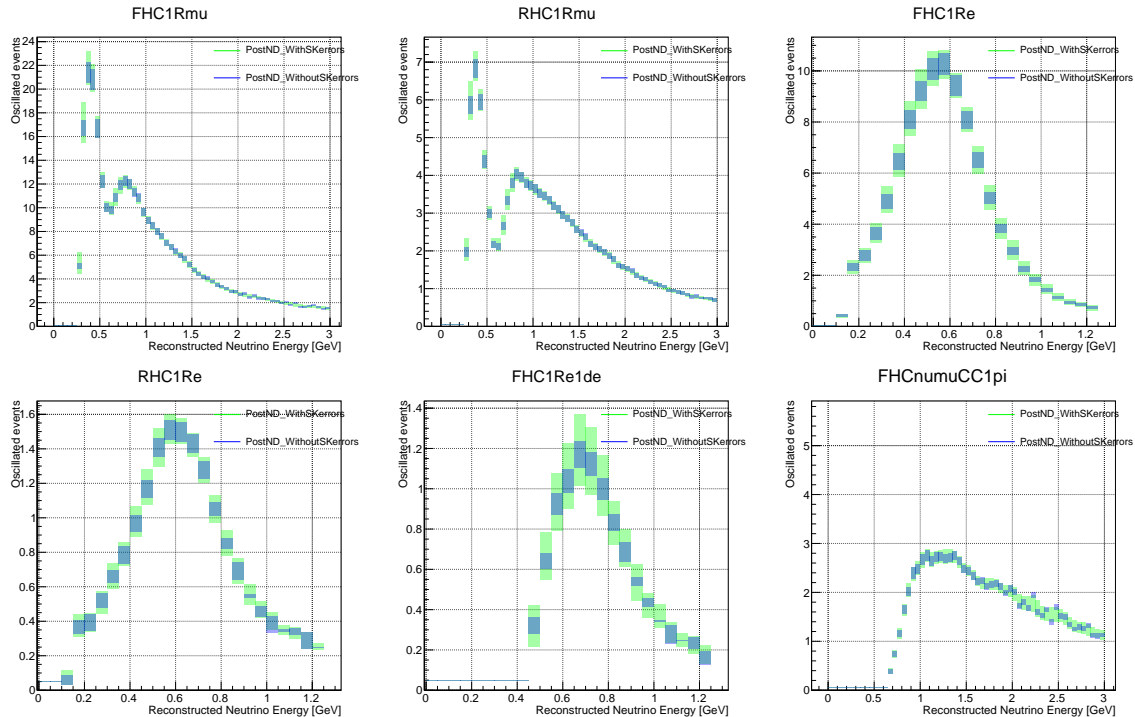 FHC1Rmu
Oscillated events
24
22
20
18
16
14
12
10
8
6
4
2
0
PostND_WithSKerrors
PostND_WithoutSKerrors
0 0.5 1 1.5 2 2.5 3
Reconstructed Neutrino Energy [GeV]
RHC1Rmu
Oscillated events
7
6
5
4
3
2
1
0
PostND_WithSKerrors
PostND_WithoutSKerrors
0 0.5 1 1.5 2 2.5 3
Reconstructed Neutrino Energy [GeV]
FHC1Re
Oscillated events
10
8
6
4
2
0
PostND_WithSKerrors
PostND_WithoutSKerrors
0 0.2 0.4 0.6 0.8 1 1.2
Reconstructed Neutrino Energy [GeV]
RHC1Re
Oscillated events
1.6
1.4
1.2
1
0.8
0.6
0.4
0.2
0
PostND_WithSKerrors
PostND_WithoutSKerrors
0 0.2 0.4 0.6 0.8 1 1.2
Reconstructed Neutrino Energy [GeV]
FHC1Re1de
Oscillated events
1.4
1.2
1
0.8
0.6
0.4
0.2
0
PostND_WithSKerrors
PostND_WithoutSKerrors
0 0.2 0.4 0.6 0.8 1 1.2
Reconstructed Neutrino Energy [GeV]
FHCnumuCC1pi
Oscillated events
5
4
3
2
1
0
PostND_WithSKerrors
PostND_WithoutSKerrors
0 0.5 1 1.5 2 2.5 3
Reconstructed Neutrino Energy [GeV]